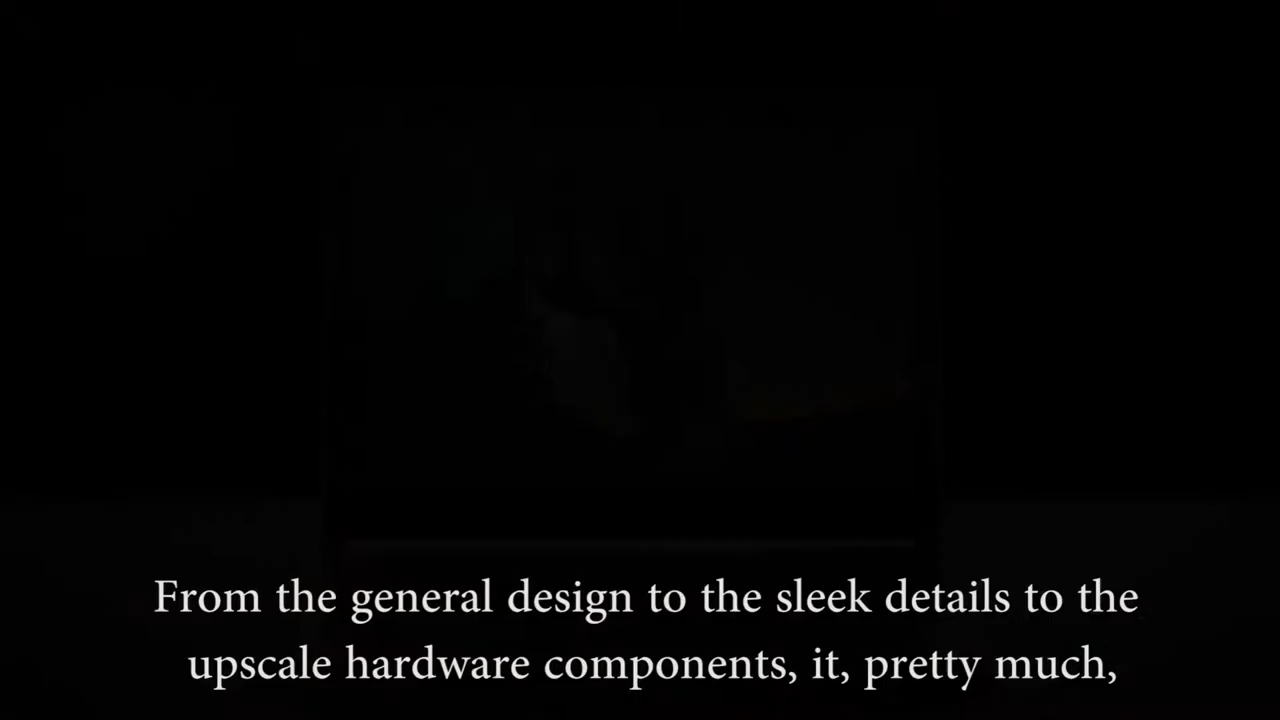 From the general design to the sleek details to the
upscale hardware components, it, pretty much,